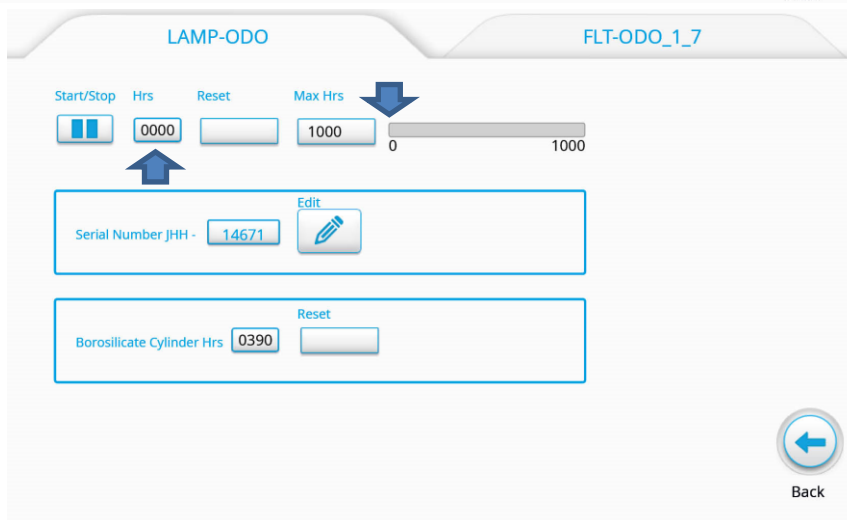 LAMP-ODO FLT-ODO_1_7
Start/Stop Hrs Reset Max Hrs
0000 1000
0 1000
Edit
Serial Number JHH - 14671
Reset
Borosilicate Cylinder Hrs 0390
Back